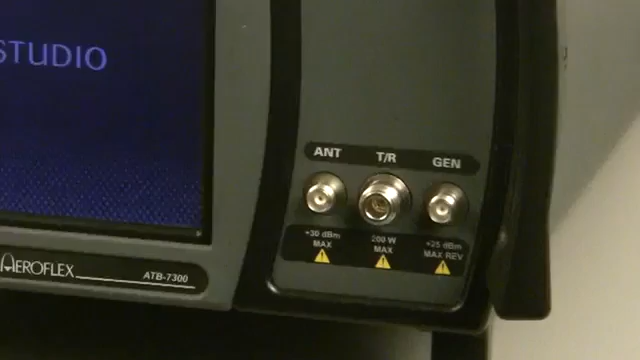 STUDIO
ANT T/R GEN
+30 dBm MAX
200 W MAX
+25 dBm MAX REV
AEROFLEX
ATB-7300